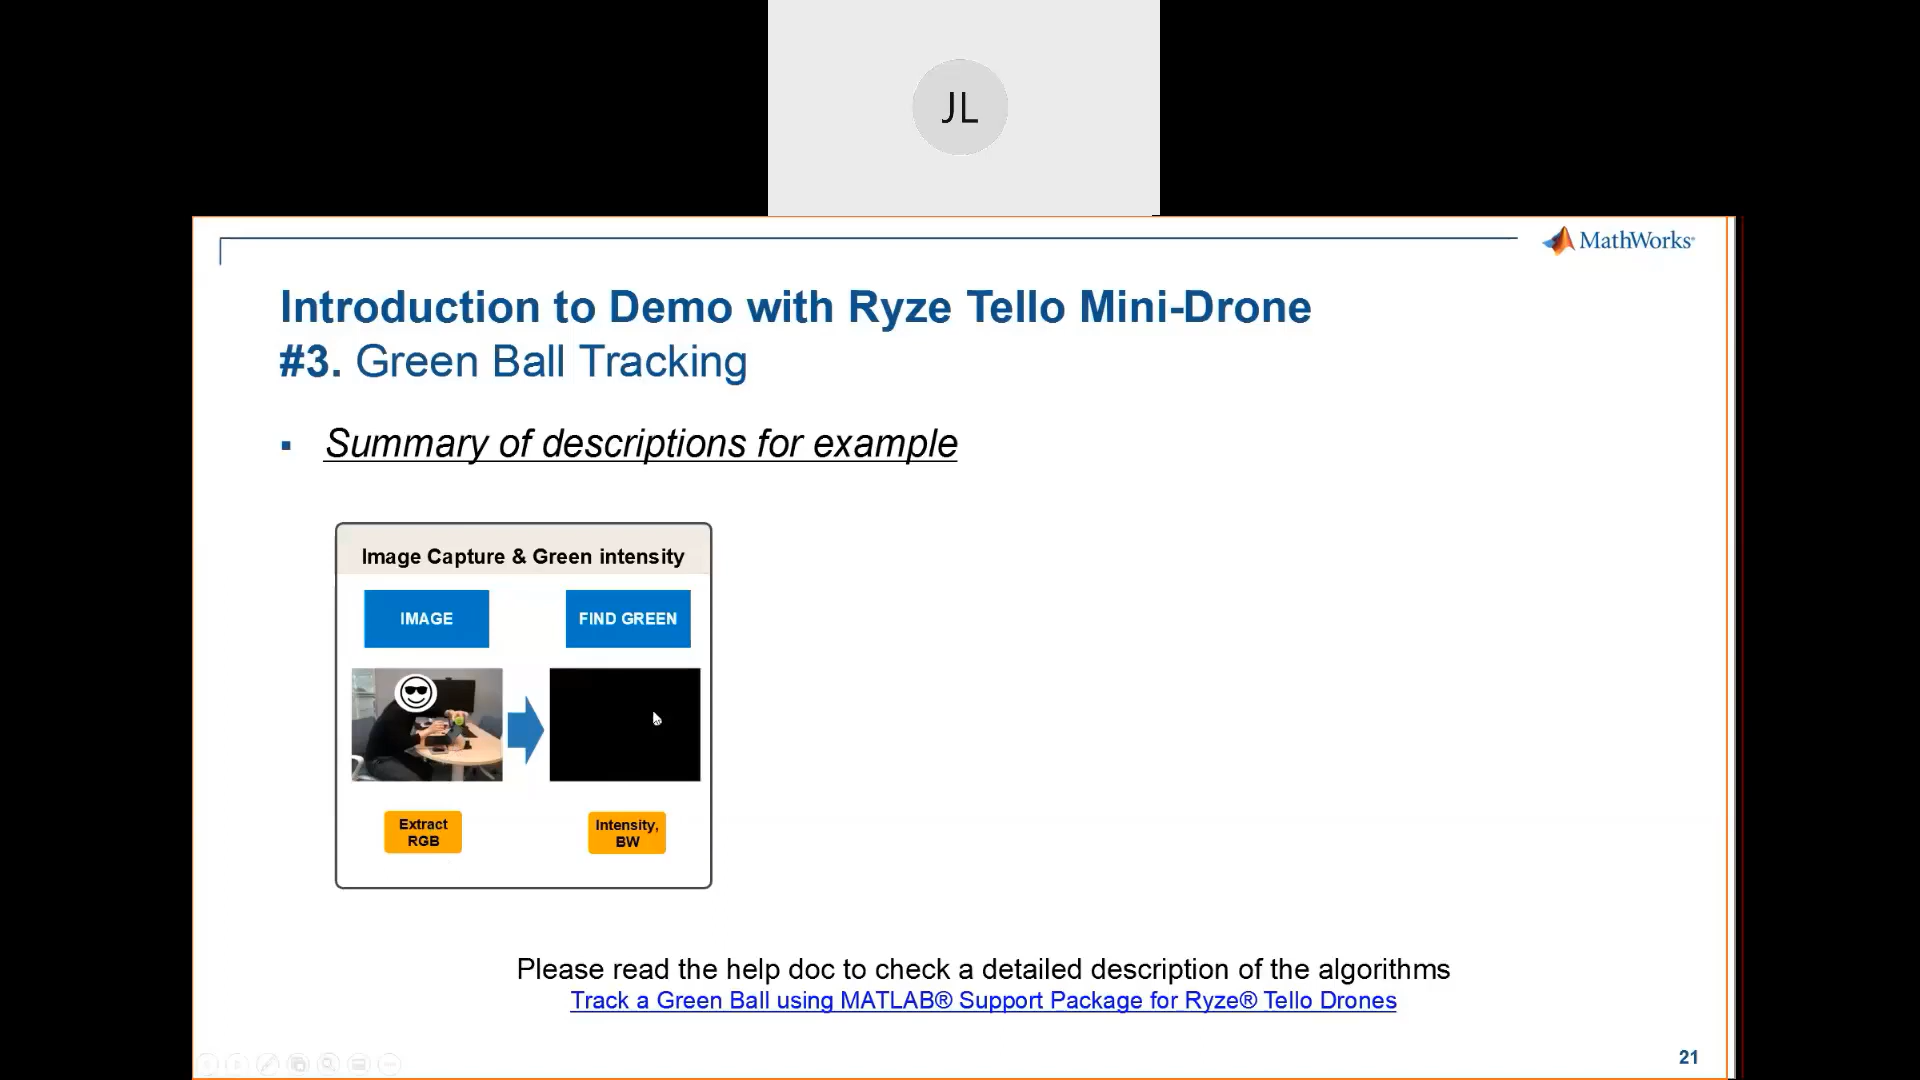 JL
MathWorks®
Introduction to Demo with Ryze Tello Mini-Drone
#3. Green Ball Tracking
▪ Summary of descriptions for example
Image Capture & Green intensity
IMAGE
FIND GREEN
Extract
RGB
Intensity,
BW
Please read the help doc to check a detailed description of the algorithms
Track a Green Ball using MATLAB® Support Package for Ryze® Tello Drones
21